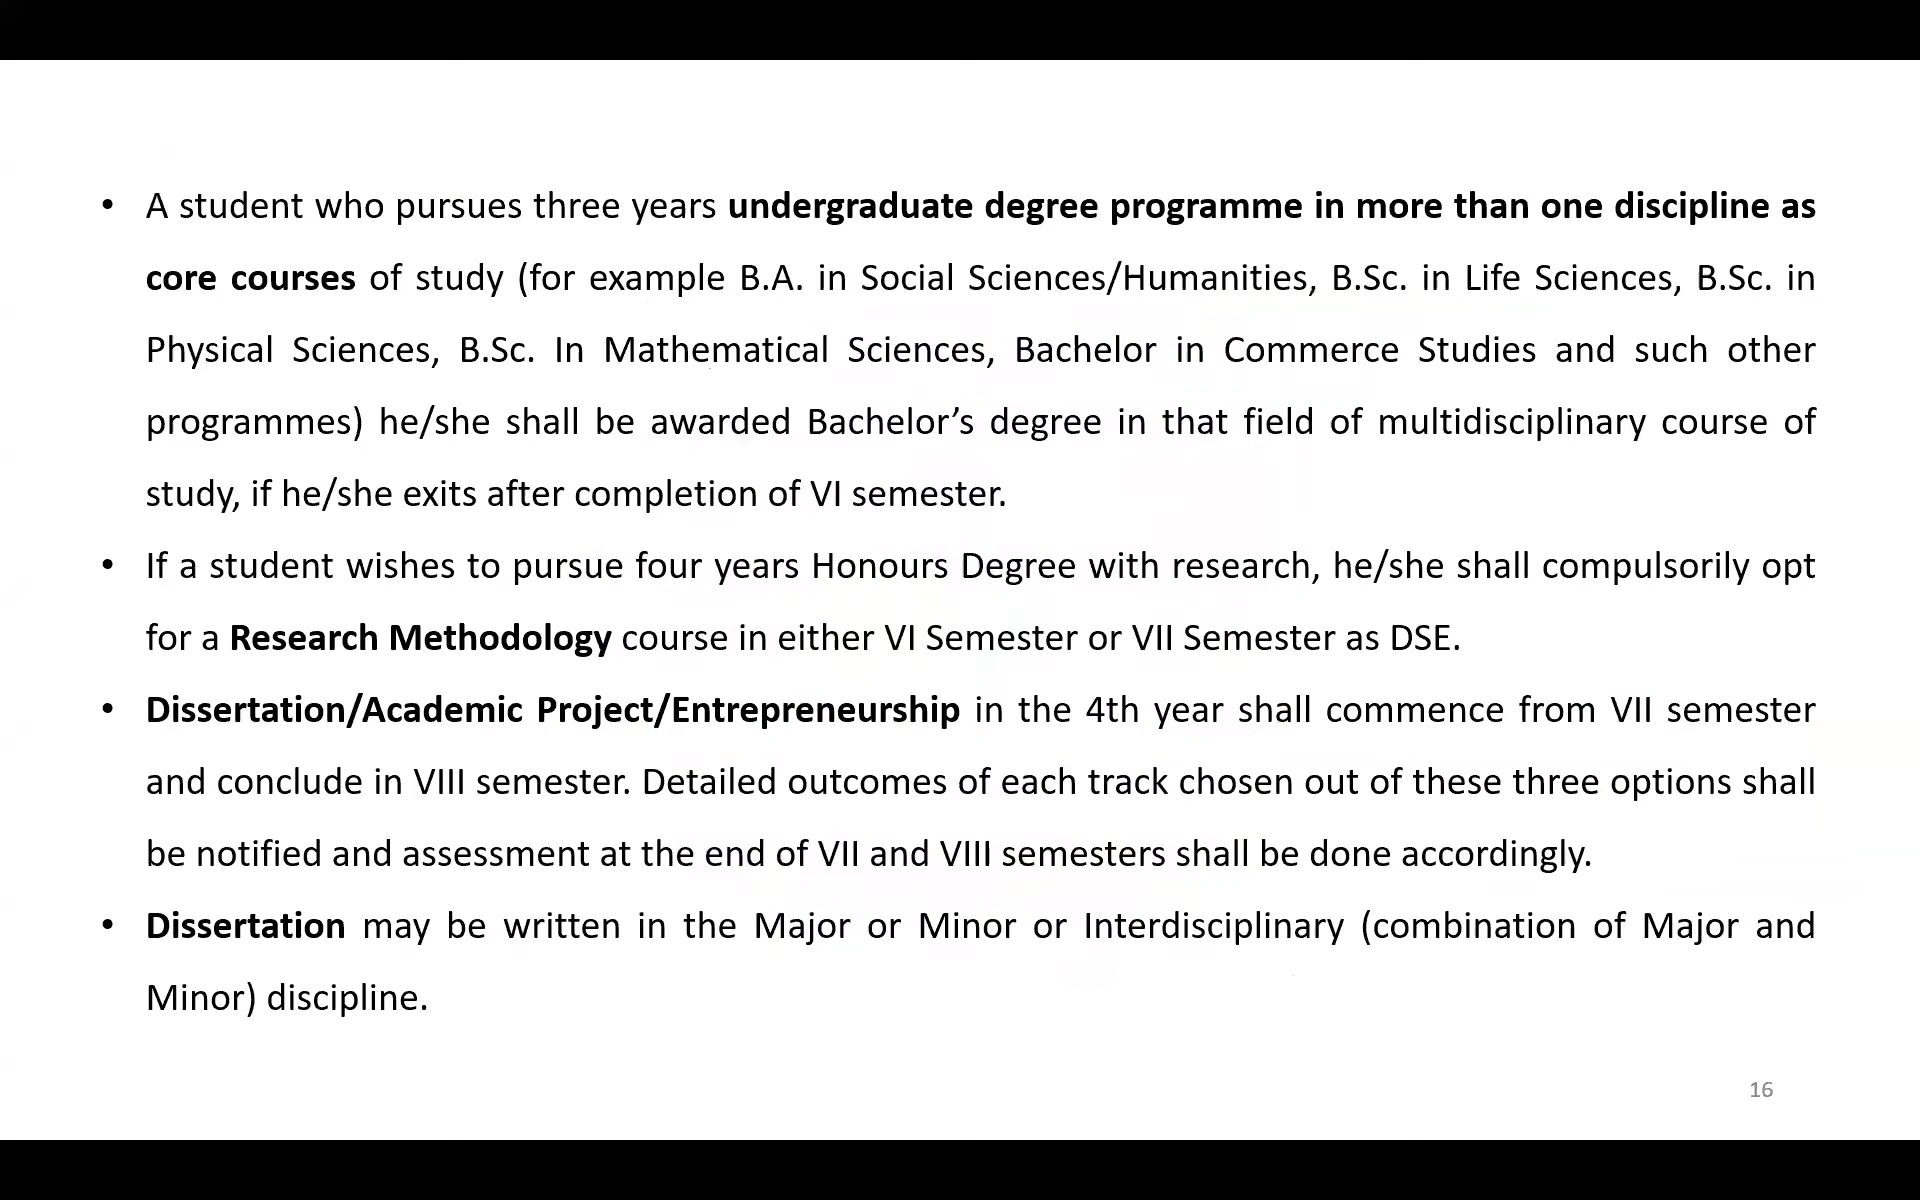 • A student who pursues three years undergraduate degree programme in more than one discipline as
core courses of study (for example B.A. in Social Sciences/Humanities, B.Sc. in Life Sciences, B.Sc. in
Physical Sciences, B.Sc. In Mathematical Sciences, Bachelor in Commerce Studies and such other
programmes) he/she shall be awarded Bachelor’s degree in that field of multidisciplinary course of
study, if he/she exits after completion of VI semester.
• If a student wishes to pursue four years Honours Degree with research, he/she shall compulsorily opt
for a Research Methodology course in either VI Semester or VII Semester as DSE.
• Dissertation/Academic Project/Entrepreneurship in the 4th year shall commence from VII semester
and conclude in VIII semester. Detailed outcomes of each track chosen out of these three options shall
be notified and assessment at the end of VII and VIII semesters shall be done accordingly.
• Dissertation may be written in the Major or Minor or Interdisciplinary (combination of Major and
Minor) discipline.
16